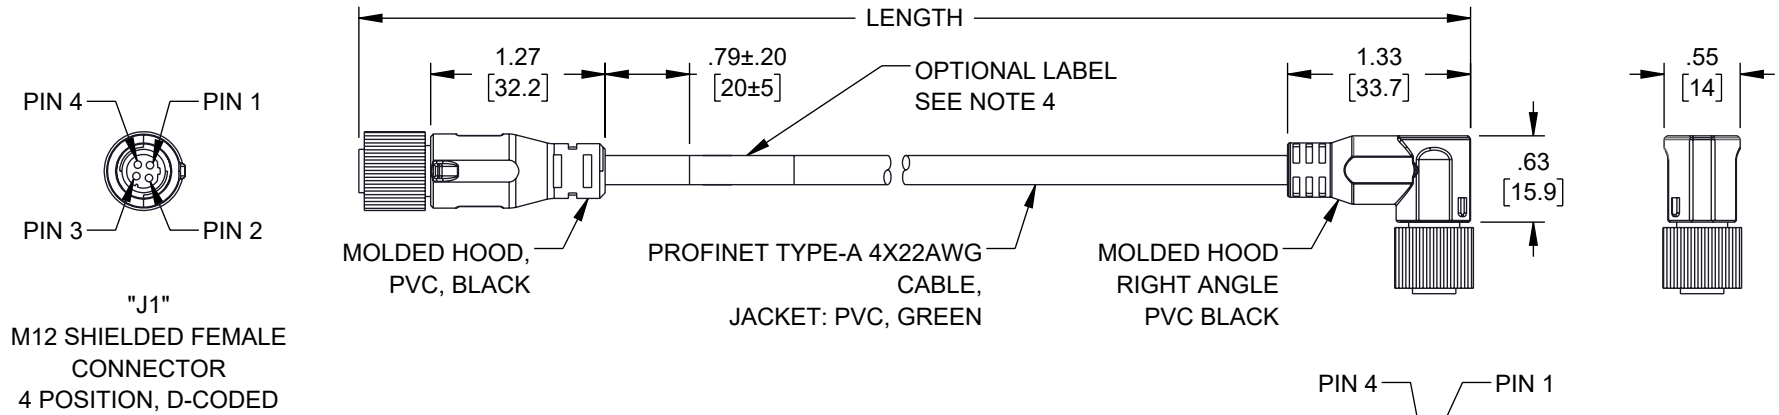 LENGTH
1.27
[32.2]
.79±.20
[20±5]
OPTIONAL LABEL
SEE NOTE 4
1.33
[33.7]
.55
[14]
PIN 4
PIN 1
PIN 3
PIN 2
.63
[15.9]
MOLDED HOOD,
PVC, BLACK
PROFINET TYPE-A 4X22AWG
CABLE,
JACKET: PVC, GREEN
MOLDED HOOD
RIGHT ANGLE
PVC BLACK
"J1"
M12 SHIELDED FEMALE
CONNECTOR
4 POSITION, D-CODED
PIN 4
PIN 1